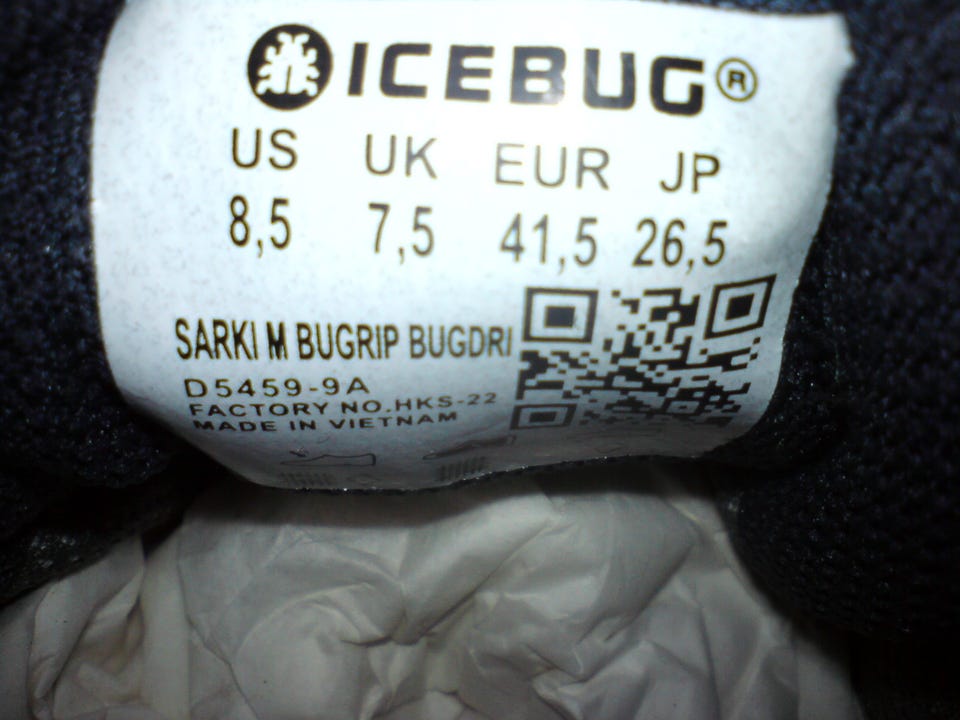 ICEBUG®
US UK EUR JP
8,5 7,5 41,5 26,5
SARKI M BUGRIP BUGDRI
D5459-9A
FACTORY NO.HKS-22
MADE IN VIETNAM